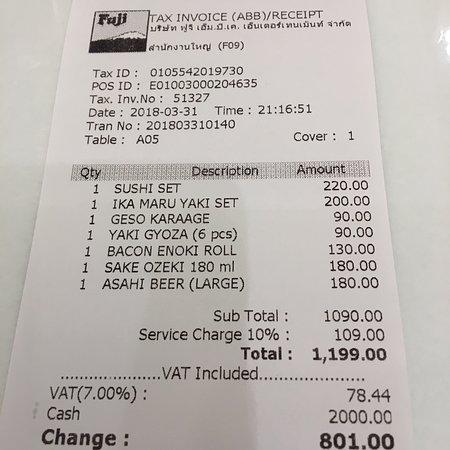 Fuji
TAX INVOICE (ABB)/RECEIPT
บริษัท ฟูจิ เอ็ม.บี.เค. เอ็นเตอร์เทนเม้นท์ จำกัด
สำนักงานใหญ่ (F09)
Tax ID : 0105542019730
POS ID : E01003000204635
Tax. Inv.No : 51327
Date : 2018-03-31 Time : 21:16:51
Tran No : 201803310140
Table : A05 Cover : 1
Qty Description Amount
1 SUSHI SET 220.00
1 IKA MARU YAKI SET 200.00
1 GESO KARAAGE 90.00
1 YAKI GYOZA (6 pcs) 90.00
1 BACON ENOKI ROLL 130.00
1 SAKE OZEKI 180 ml 180.00
1 ASAHI BEER (LARGE) 180.00
Sub Total : 1090.00
Service Charge 10% : 109.00
Total : 1,199.00
......................VAT Included....................
VAT(7.00%) : 78.44
Cash 2000.00
Change : 801.00